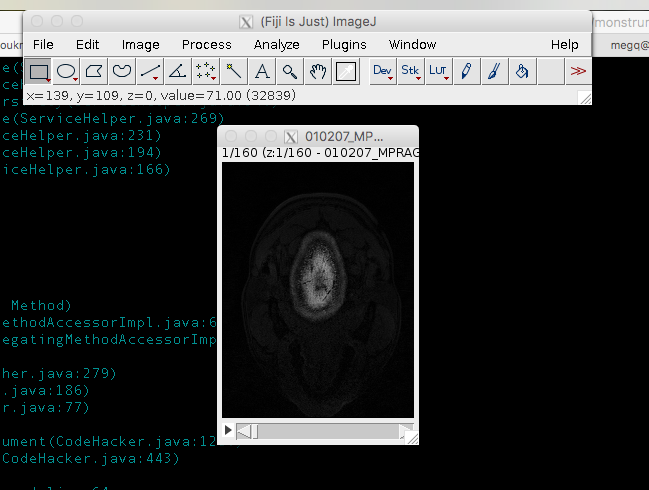 (Fiji Is Just) ImageJ
/monstrum
File Edit Image Process Analyze Plugins Window Help
oukr
megq@
Dev Stk LUT >>
x=139, y=109, z=0, value=71.00 (32839)
e(ServiceHelper.java:269)
ceHelper.java:231)
ceHelper.java:194)
iceHelper.java:166)
010207_MP...
1/160 (z:1/160 - 010207_MPRAG
Method)
ethodAccessorImpl.java:6
egatingMethodAccessorImp
her.java:279)
.java:186)
r.java:77)
ument(CodeHacker.java:12
CodeHacker.java:443)